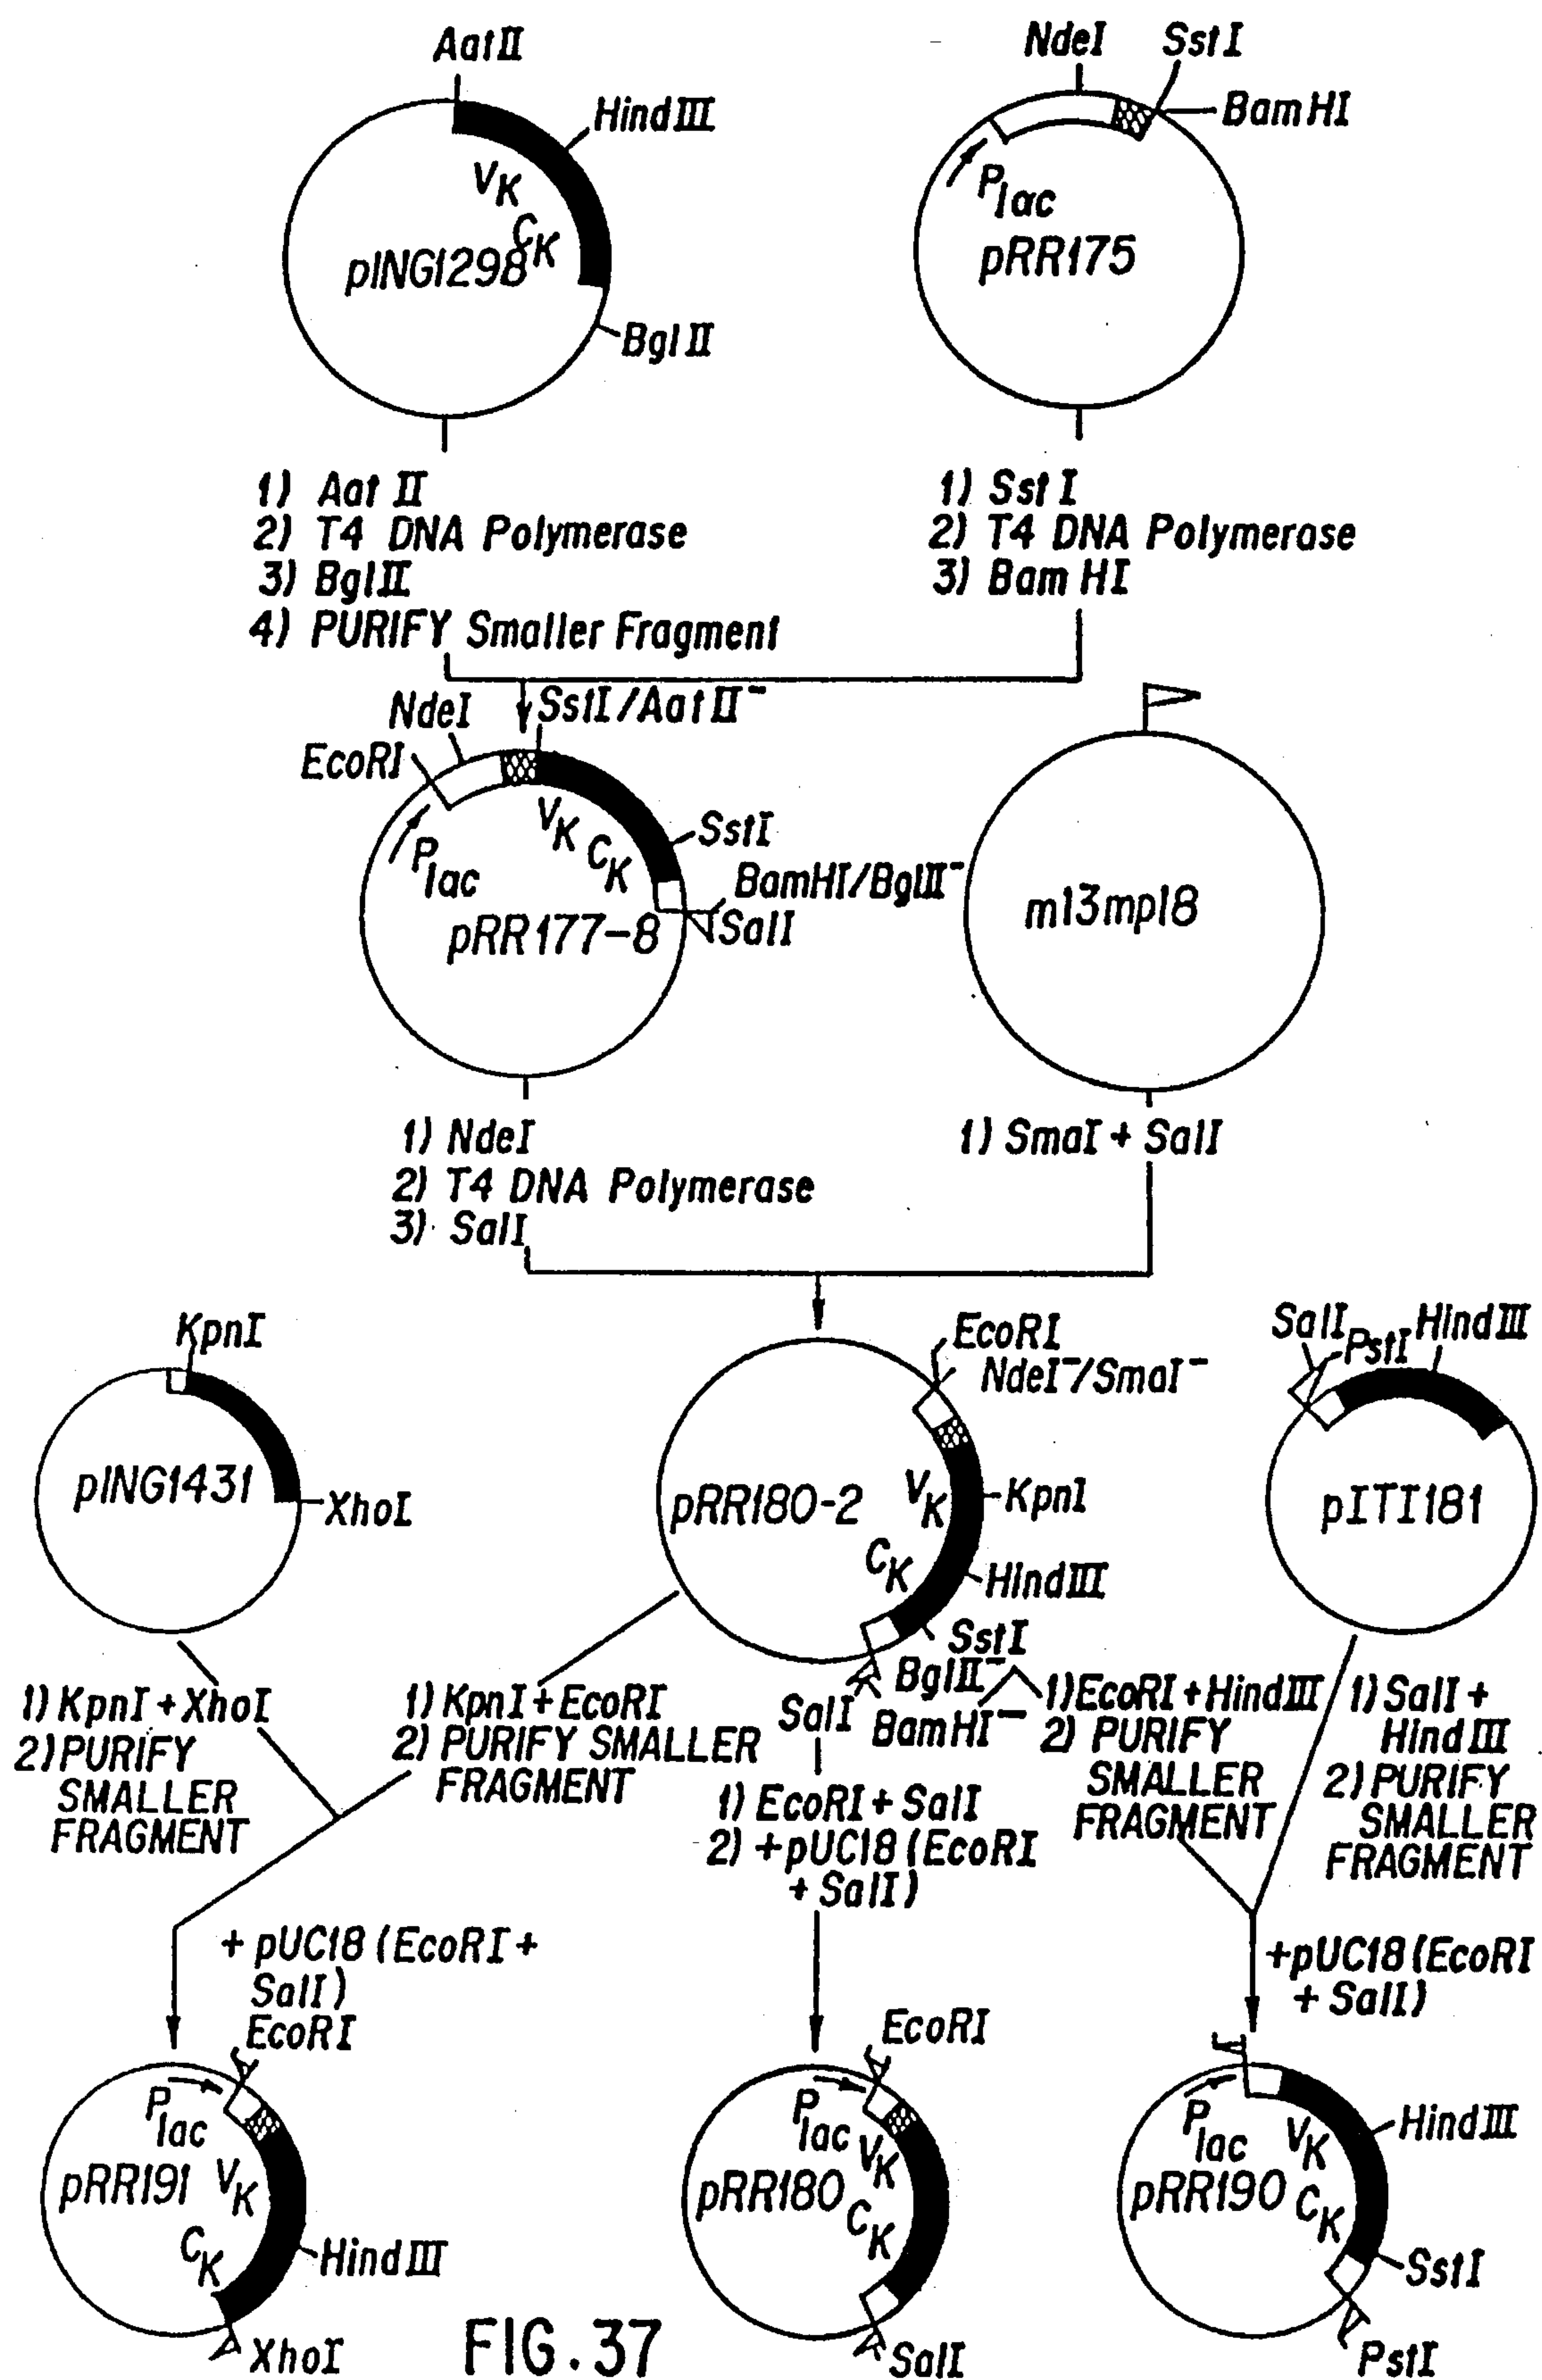 AatII
HindIII
VK
CK
pING1298
BglII
NdeI
SstI
BamHI
Plac
pRR175
1) Aat II
2) T4 DNA Polymerase
3) BglII
4) PURIFY Smaller Fragment
1) Sst I
2) T4 DNA Polymerase
3) Bam HI
NdeI
SstI/AatII-
EcoRI
VK
CK
SstI
BamHI/BglII-
SalI
Plac
pRR177-8
m13mp18
1) NdeI
2) T4 DNA Polymerase
3) SalI
1) SmaI + SalI
KpnI
pING1431
XhoI
EcoRI
NdeI-/SmaI-
pRR180-2
VK
KpnI
CK
HindIII
SstI
BglII-
SalI
BamHI-
SalI
PstI
HindIII
pITI181
1) KpnI + XhoI
2) PURIFY
SMALLER
FRAGMENT
1) KpnI + EcoRI
2) PURIFY SMALLER
FRAGMENT
1) EcoRI + SalI
2) +pUC18 (EcoRI
+ SalI)
1) EcoRI + HindIII
2) PURIFY
SMALLER
FRAGMENT
1) SalI +
HindIII
2) PURIFY
SMALLER
FRAGMENT
+ pUC18 (EcoRI +
SalI)
EcoRI
Plac
pRR191
VK
CK
HindIII
XhoI
EcoRI
Plac
VK
pRR180
CK
SalI
+pUC18 (EcoRI
+ SalI)
Plac
VK
HindIII
pRR190
CK
SstI
PstI
FIG. 37